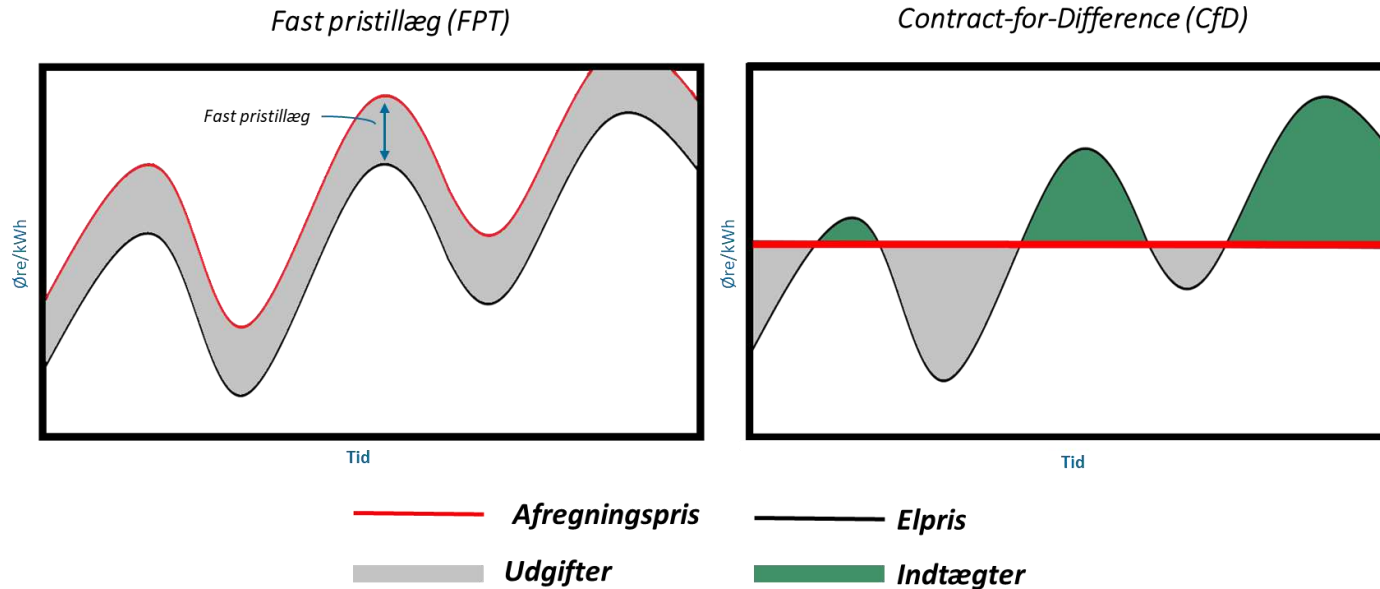 Fast pristillæg (FPT)
Contract-for-Difference (CfD)
Fast pristillæg
Øre/kWh
Øre/kWh
Tid
Tid
Afregningspris
Elpris
Udgifter
Indtægter